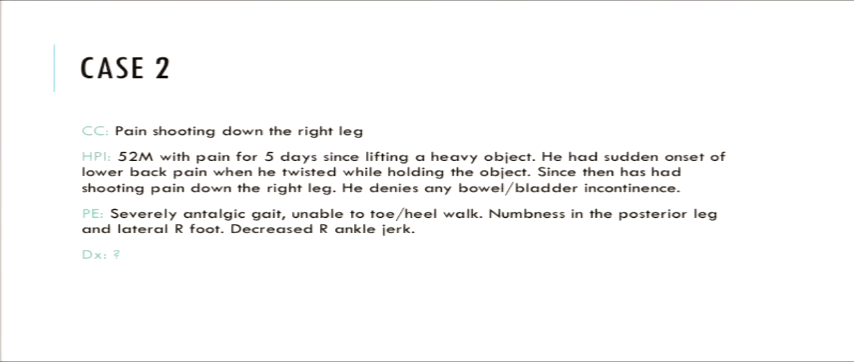 CASE 2
CC: Pain shooting down the right leg
HPI: 52M with pain for 5 days since lifting a heavy object. He had sudden onset of
lower back pain when he twisted while holding the object. Since then has had
shooting pain down the right leg. He denies any bowel/bladder incontinence.
PE: Severely antalgic gait, unable to toe/heel walk. Numbness in the posterior leg
and lateral R foot. Decreased R ankle jerk.
Dx: ?